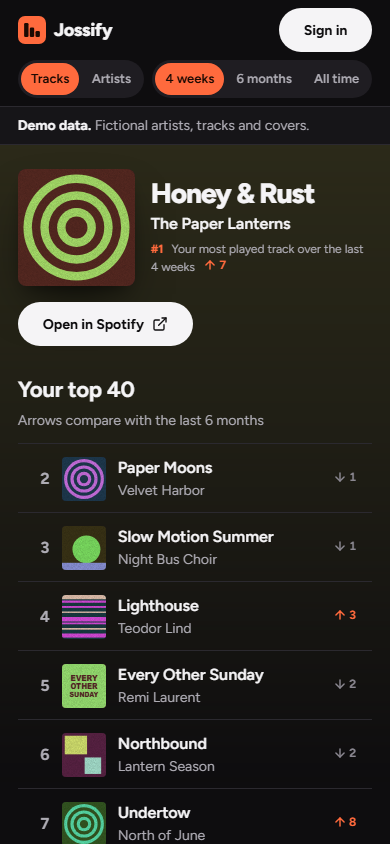 Jossify
Sign in
Tracks
Artists
4 weeks
6 months
All time
Demo data. Fictional artists, tracks and covers.
Honey & Rust
The Paper Lanterns
#1 Your most played track over the last
4 weeks ↑ 7
Open in Spotify
Your top 40
Arrows compare with the last 6 months
2
Paper Moons
Velvet Harbor
↓ 1
3
Slow Motion Summer
Night Bus Choir
↓ 1
4
Lighthouse
Teodor Lind
↑ 3
5
EVERY
OTHER
SUNDAY
Every Other Sunday
Remi Laurent
↓ 2
6
Northbound
Lantern Season
↓ 2
7
Undertow
North of June
↑ 8